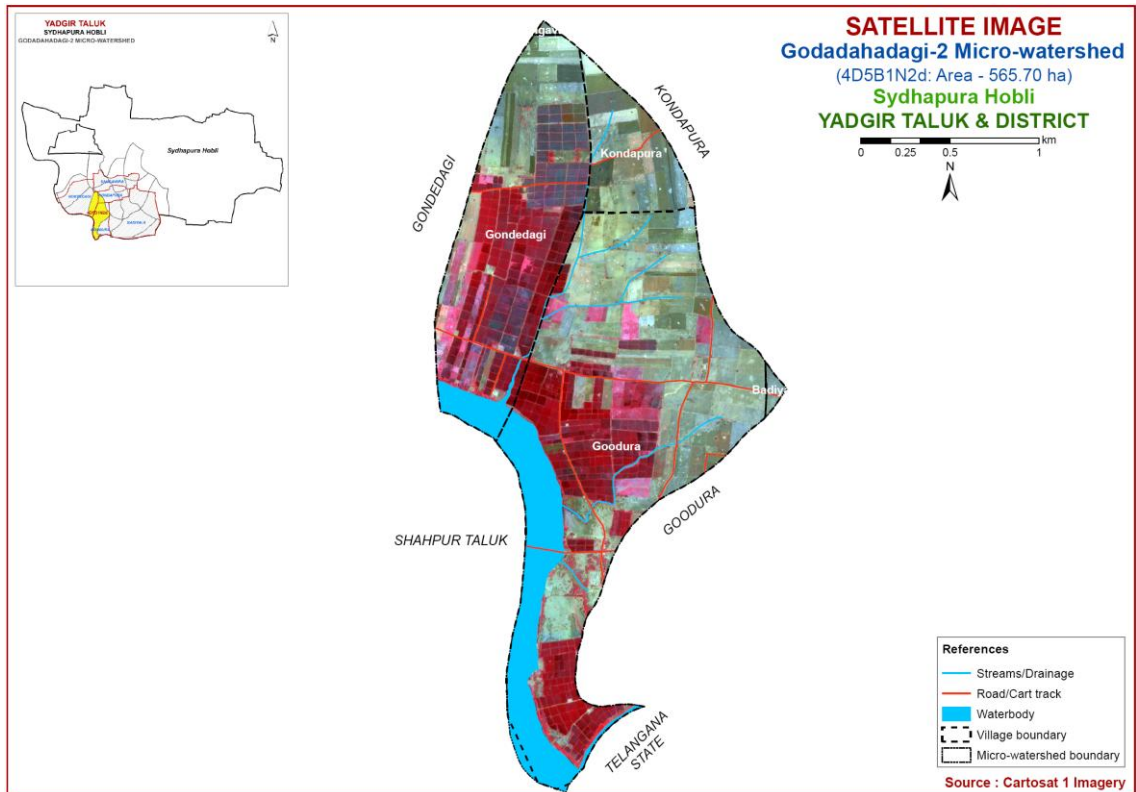 YADGIR TALUK
SYDHAPURA HOBLI
GODADAHADAGI-2 MICRO-WATERSHED
N
Sydhapura Hobli
SATELLITE IMAGE
Godadahadagi-2 Micro-watershed
(4D5B1N2d: Area - 565.70 ha)
Sydhapura Hobli
YADGIR TALUK & DISTRICT
km
0 0.25 0.5 1
N
KONDAPURA
Kondapura
GONDEDAGI
Gondedagi
Badiya
Goodura
GOODURA
SHAHPUR TALUK
TELANGANA
STATE
References
Streams/Drainage
Road/Cart track
Waterbody
Village boundary
Micro-watershed boundary
Source : Cartosat 1 Imagery